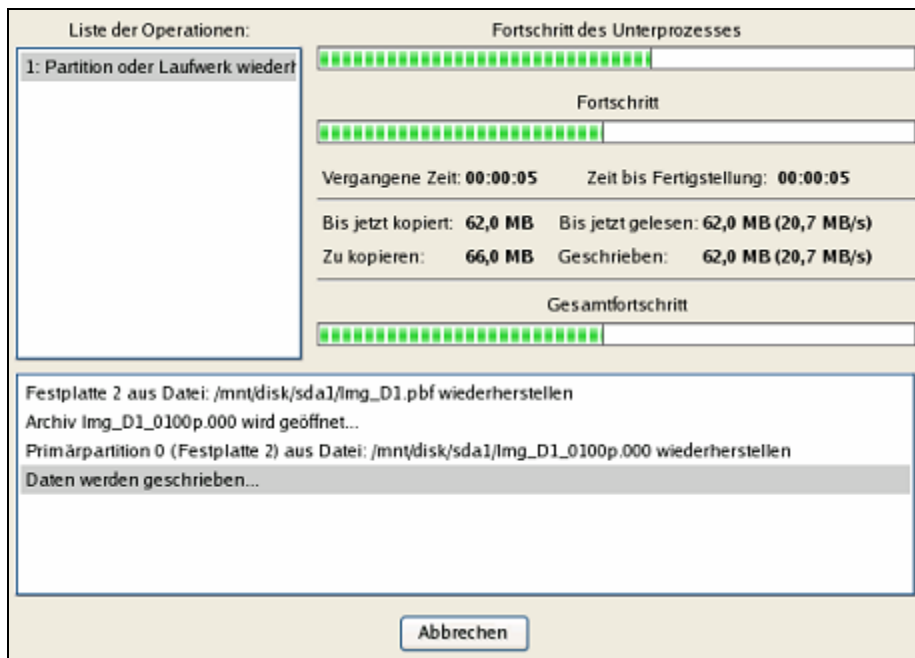 Liste der Operationen:
1: Partition oder Laufwerk wiederh
Fortschritt des Unterprozesses
Fortschritt
Vergangene Zeit: 00:00:05 Zeit bis Fertigstellung: 00:00:05
Bis jetzt kopiert: 62,0 MB Bis jetzt gelesen: 62,0 MB (20,7 MB/s)
Zu kopieren: 66,0 MB Geschrieben: 62,0 MB (20,7 MB/s)
Gesamtfortschritt
Festplatte 2 aus Datei: /mnt/disk/sda1/Img_D1.pbf wiederherstellen
Archiv Img_D1_0100p.000 wird geöffnet...
Primärpartition 0 (Festplatte 2) aus Datei: /mnt/disk/sda1/Img_D1_0100p.000 wiederherstellen
Daten werden geschrieben...
Abbrechen